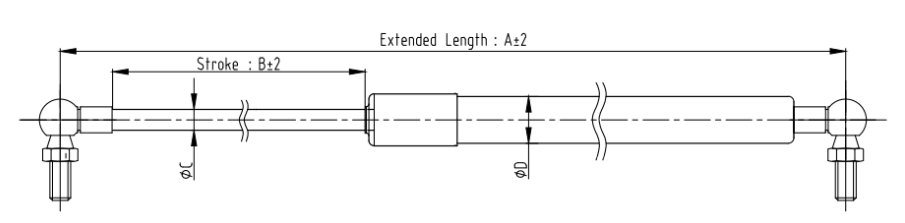 Extended Length : A±2
Stroke : B±2
ϕC
ϕD